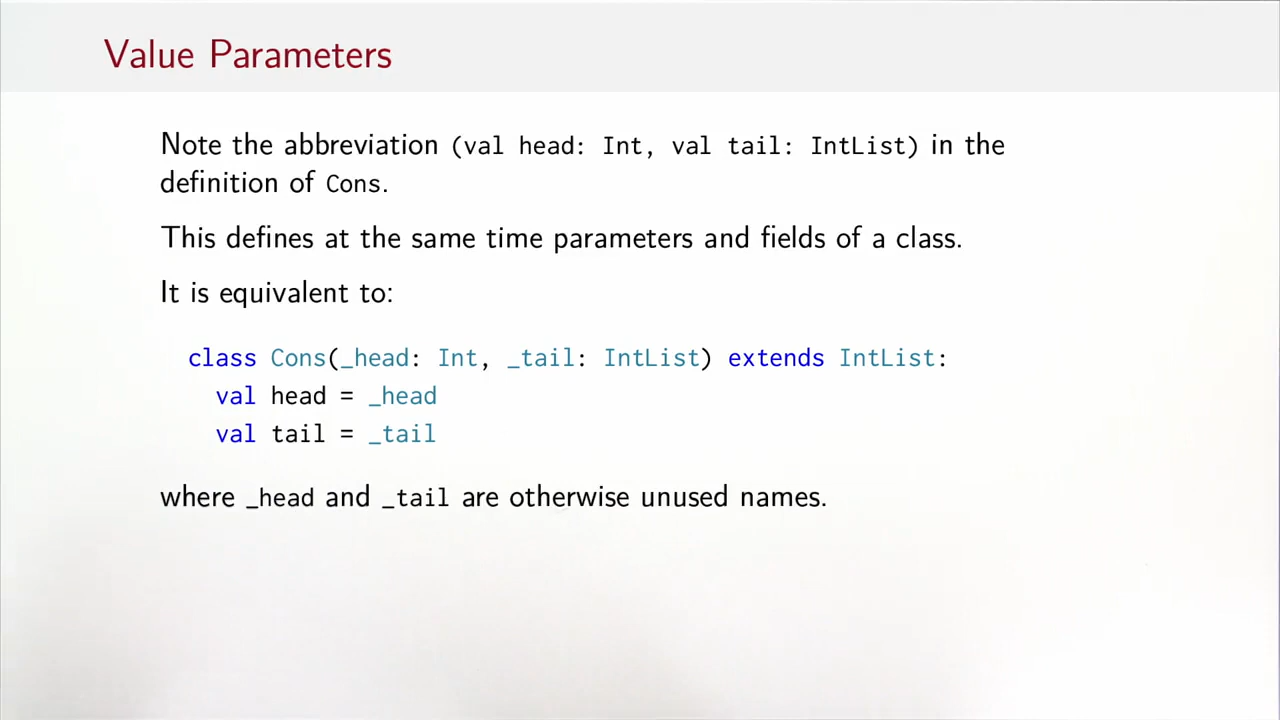 Value Parameters
Note the abbreviation (val head: Int, val tail: IntList) in the
definition of Cons.
This defines at the same time parameters and fields of a class.
It is equivalent to:
class Cons(_head: Int, _tail: IntList) extends IntList:
  val head = _head
  val tail = _tail
where _head and _tail are otherwise unused names.